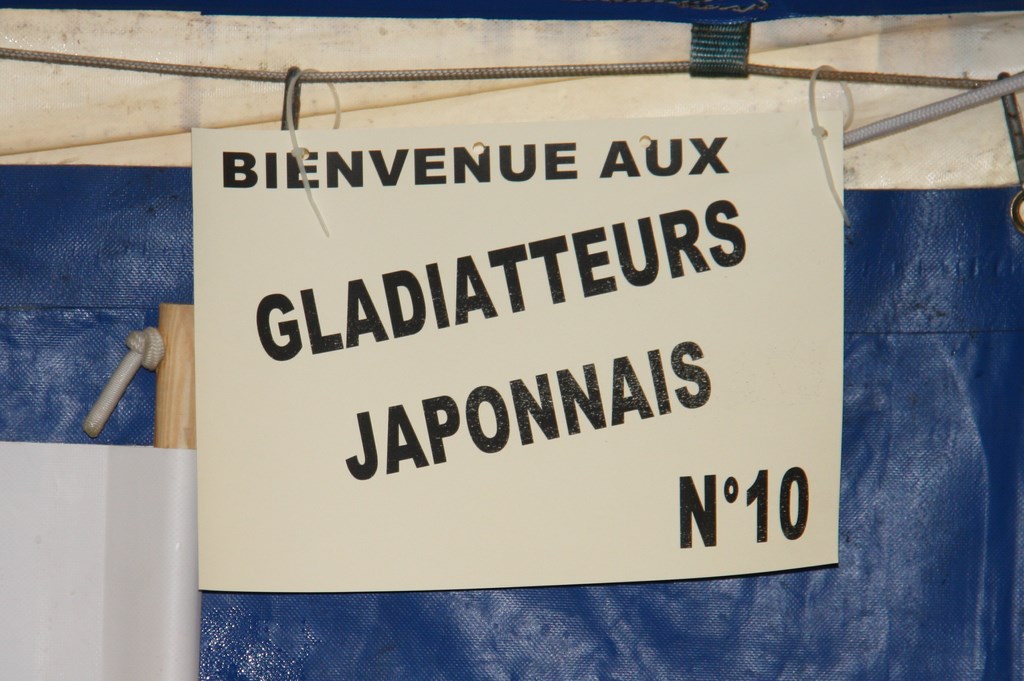 BIENVENUE AUX
GLADIATTEURS
JAPONNAIS
N°10